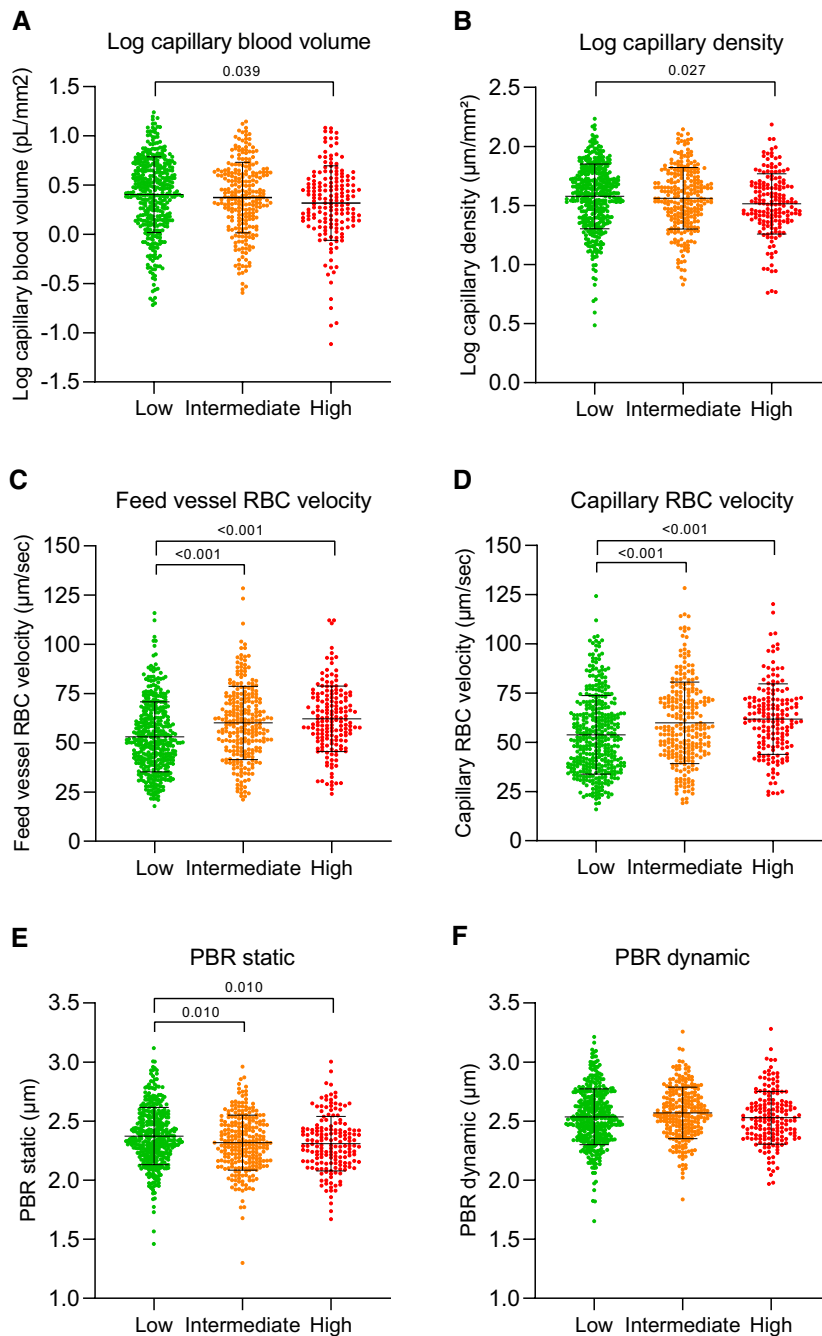 A
Log capillary blood volume
0.039
Log capillary blood volume (pL/mm2)
1.5
1.0
0.5
0.0
-0.5
-1.0
-1.5
Low Intermediate High
B
Log capillary density
0.027
Log capillary density (µm/mm²)
2.5
2.0
1.5
1.0
0.5
0.0
Low Intermediate High
C
Feed vessel RBC velocity
<0.001
<0.001
Feed vessel RBC velocity (µm/sec)
150
125
100
75
50
25
0
Low Intermediate High
D
Capillary RBC velocity
<0.001
<0.001
Capillary RBC velocity (µm/sec)
150
125
100
75
50
25
0
Low Intermediate High
E
PBR static
0.010
0.010
PBR static (µm)
3.5
3.0
2.5
2.0
1.5
1.0
Low Intermediate High
F
PBR dynamic
PBR dynamic (µm)
3.5
3.0
2.5
2.0
1.5
1.0
Low Intermediate High